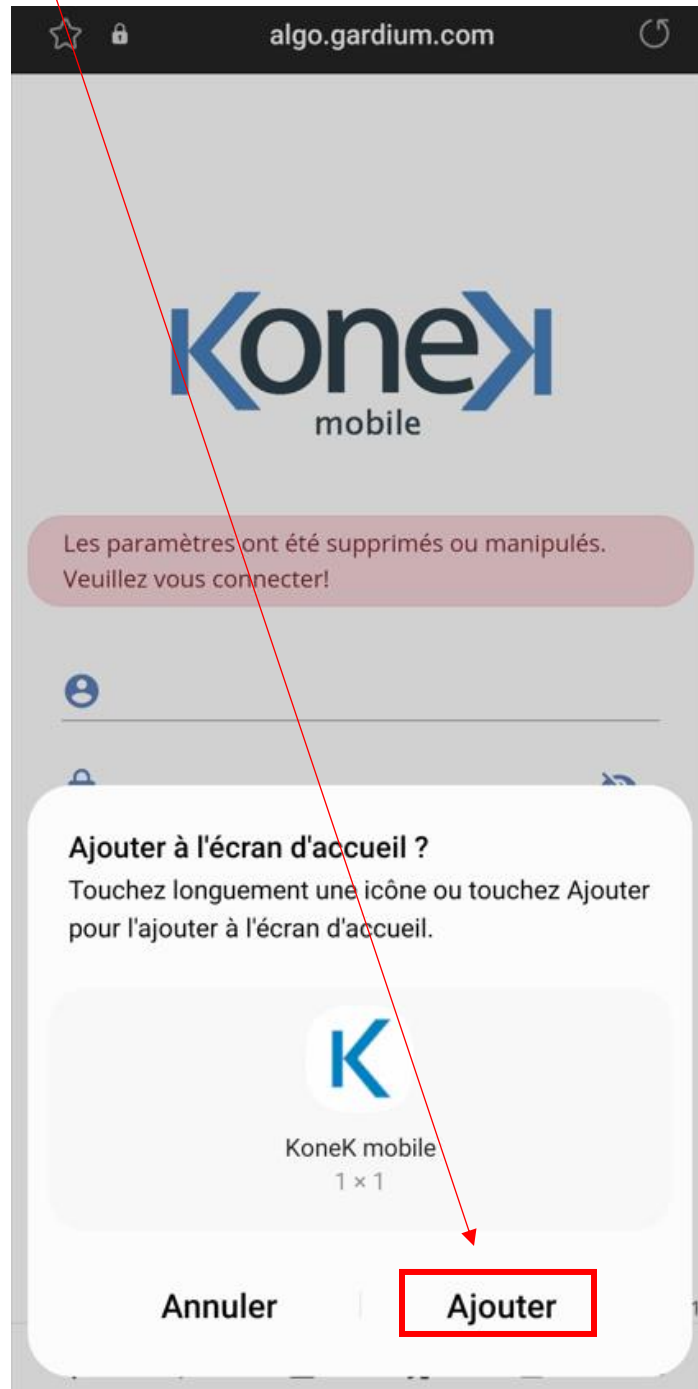 algo.gardium.com
KoneK
mobile
Les paramètres ont été supprimés ou manipulés.
Veuillez vous connecter!
Ajouter à l'écran d'accueil ?
Touchez longuement une icône ou touchez Ajouter
pour l'ajouter à l'écran d'accueil.
K
KoneK mobile
1 × 1
Annuler
Ajouter